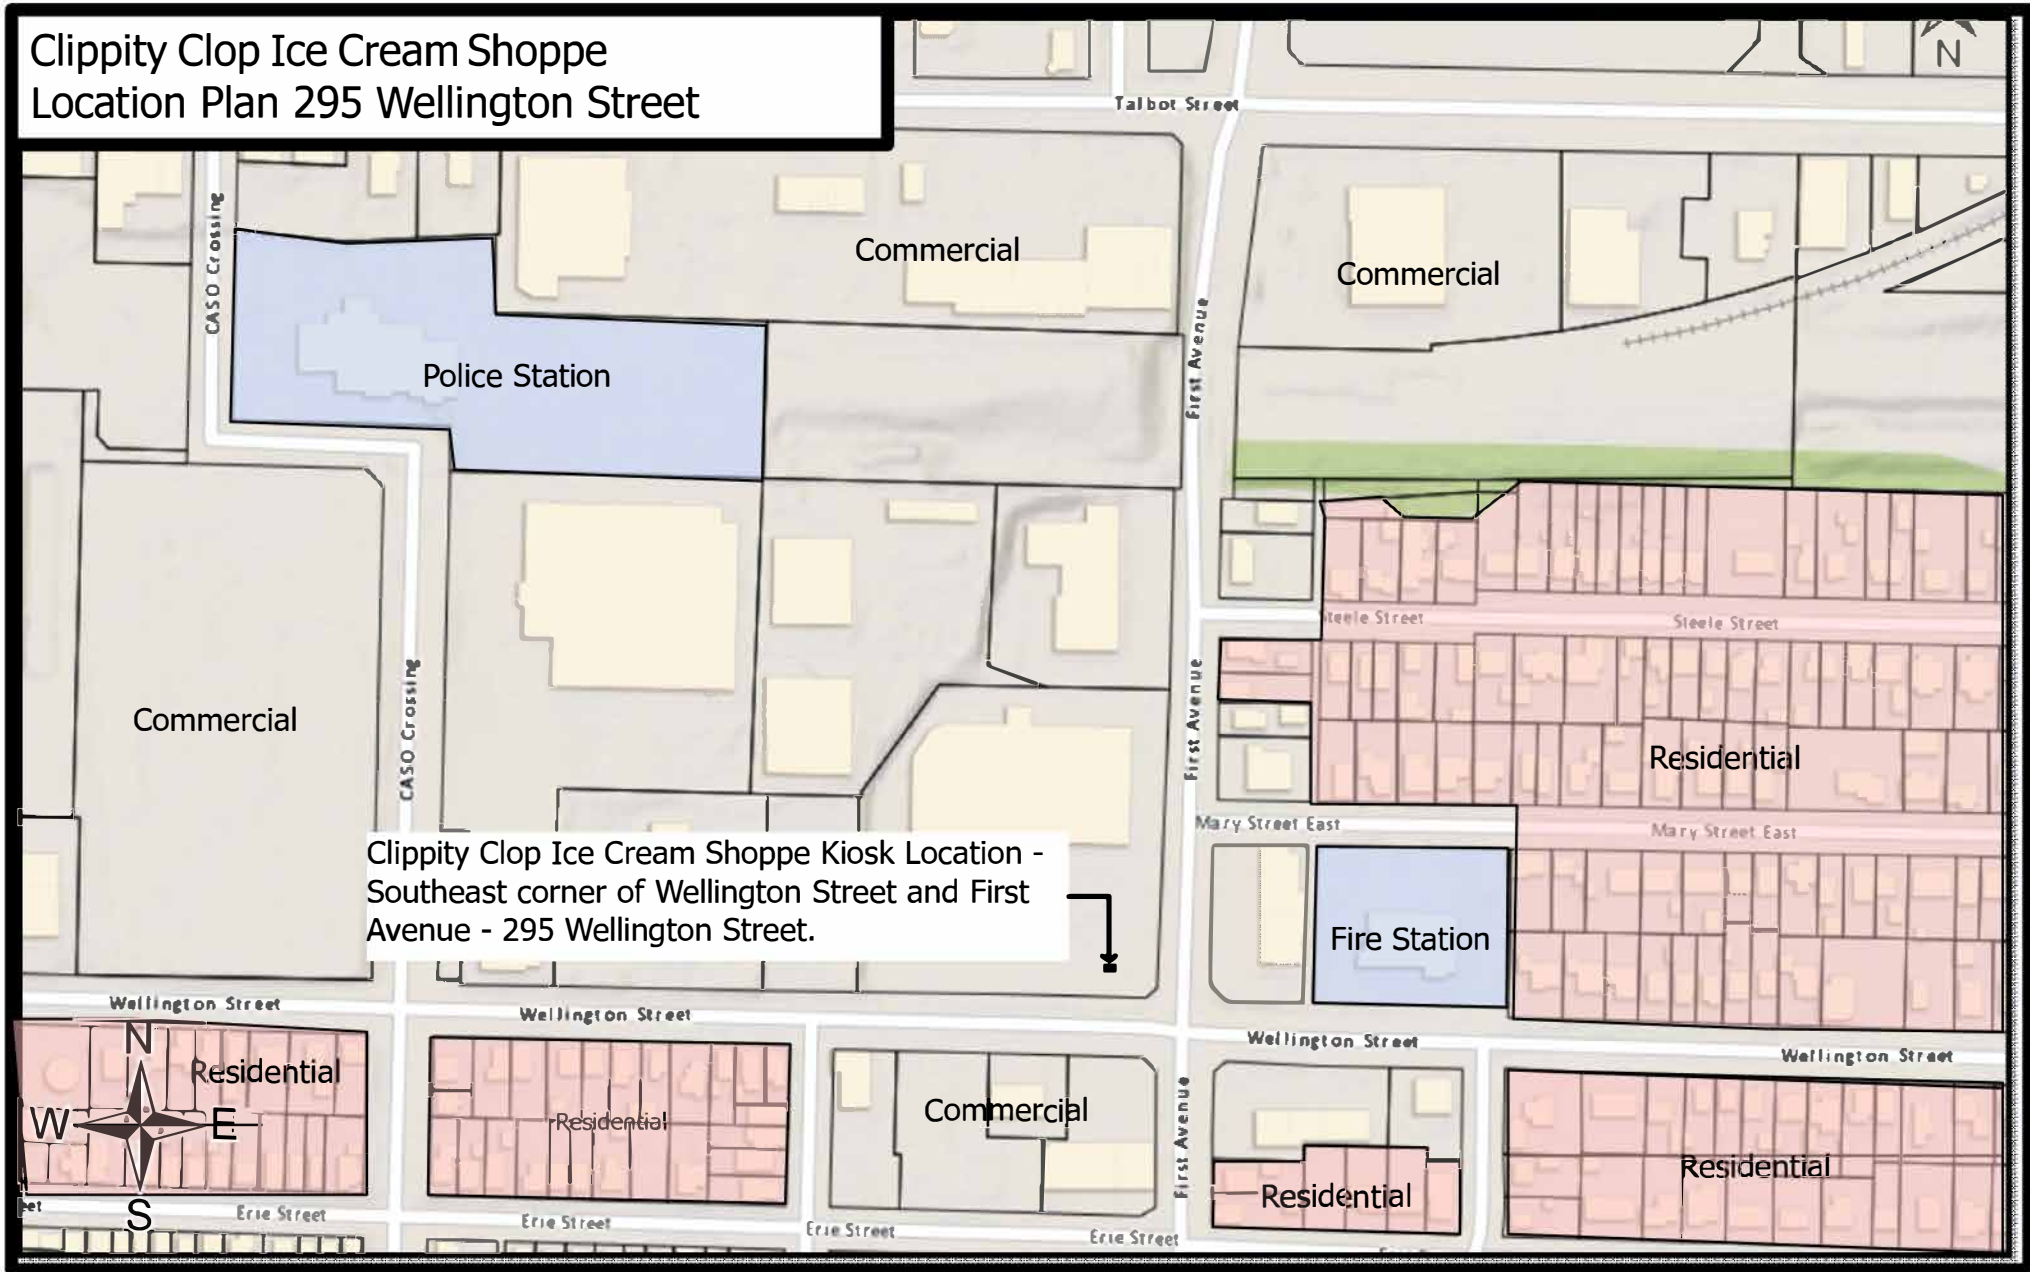 Clippity Clop Ice Cream Shoppe
Location Plan 295 Wellington Street
N
Talbot Street
CASO Crossing
Commercial
Commercial
First Avenue
Police Station
Steele Street
Commercial
CASO Crossing
First Avenue
Residential
Mary Street East
Mary Street East
Clippity Clop Ice Cream Shoppe Kiosk Location -
Southeast corner of Wellington Street and First
Avenue - 295 Wellington Street.
Fire Station
Wellington Street
Wellington Street
Wellington Street
Wellington Street
N
W E
S
Residential
Residential
Commercial
First Avenue
Residential
Residential
Erie Street
Erie Street
Erie Street
Erie Street